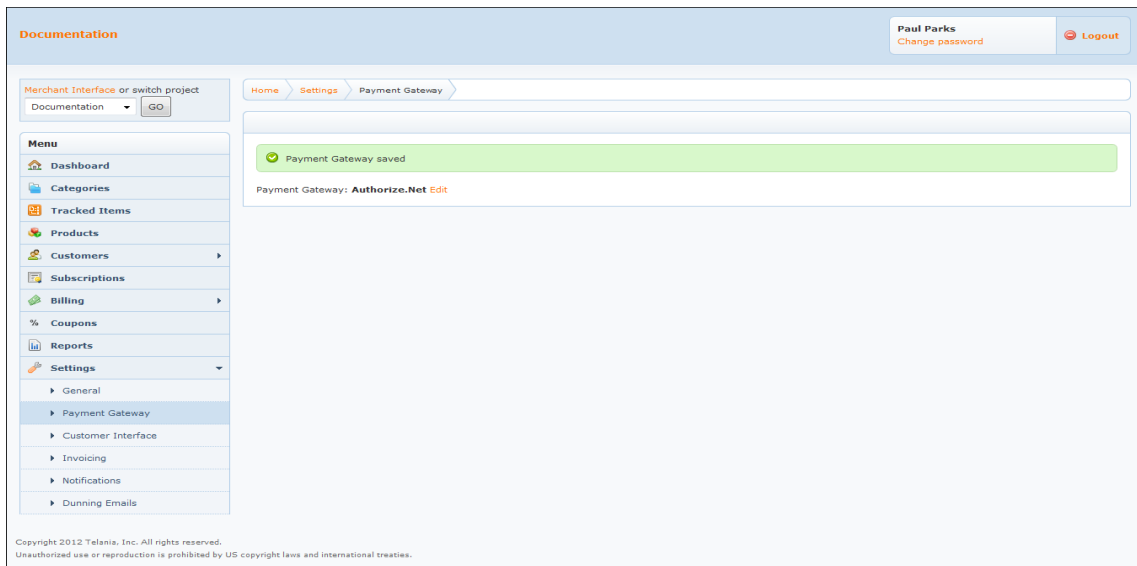 Documentation
Paul Parks
Change password
Logout
Merchant Interface or switch project
Documentation
GO
Home
Settings
Payment Gateway
Menu
Dashboard
Categories
Tracked Items
Products
Customers
Subscriptions
Billing
% Coupons
Reports
Settings
General
Payment Gateway
Customer Interface
Invoicing
Notifications
Dunning Emails
Payment Gateway saved
Payment Gateway: Authorize.Net Edit
Copyright 2012 Telania, Inc. All rights reserved.
Unauthorized use or reproduction is prohibited by US copyright laws and international treaties.